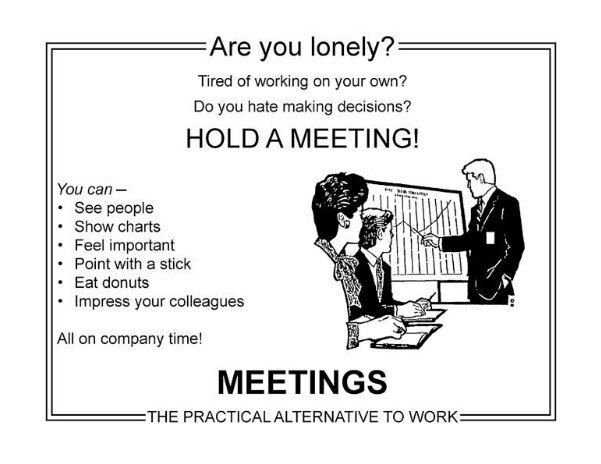 Are you lonely?
Tired of working on your own?
Do you hate making decisions?
HOLD A MEETING!
You can –
• See people
• Show charts
• Feel important
• Point with a stick
• Eat donuts
• Impress your colleagues
All on company time!
MEETINGS
THE PRACTICAL ALTERNATIVE TO WORK